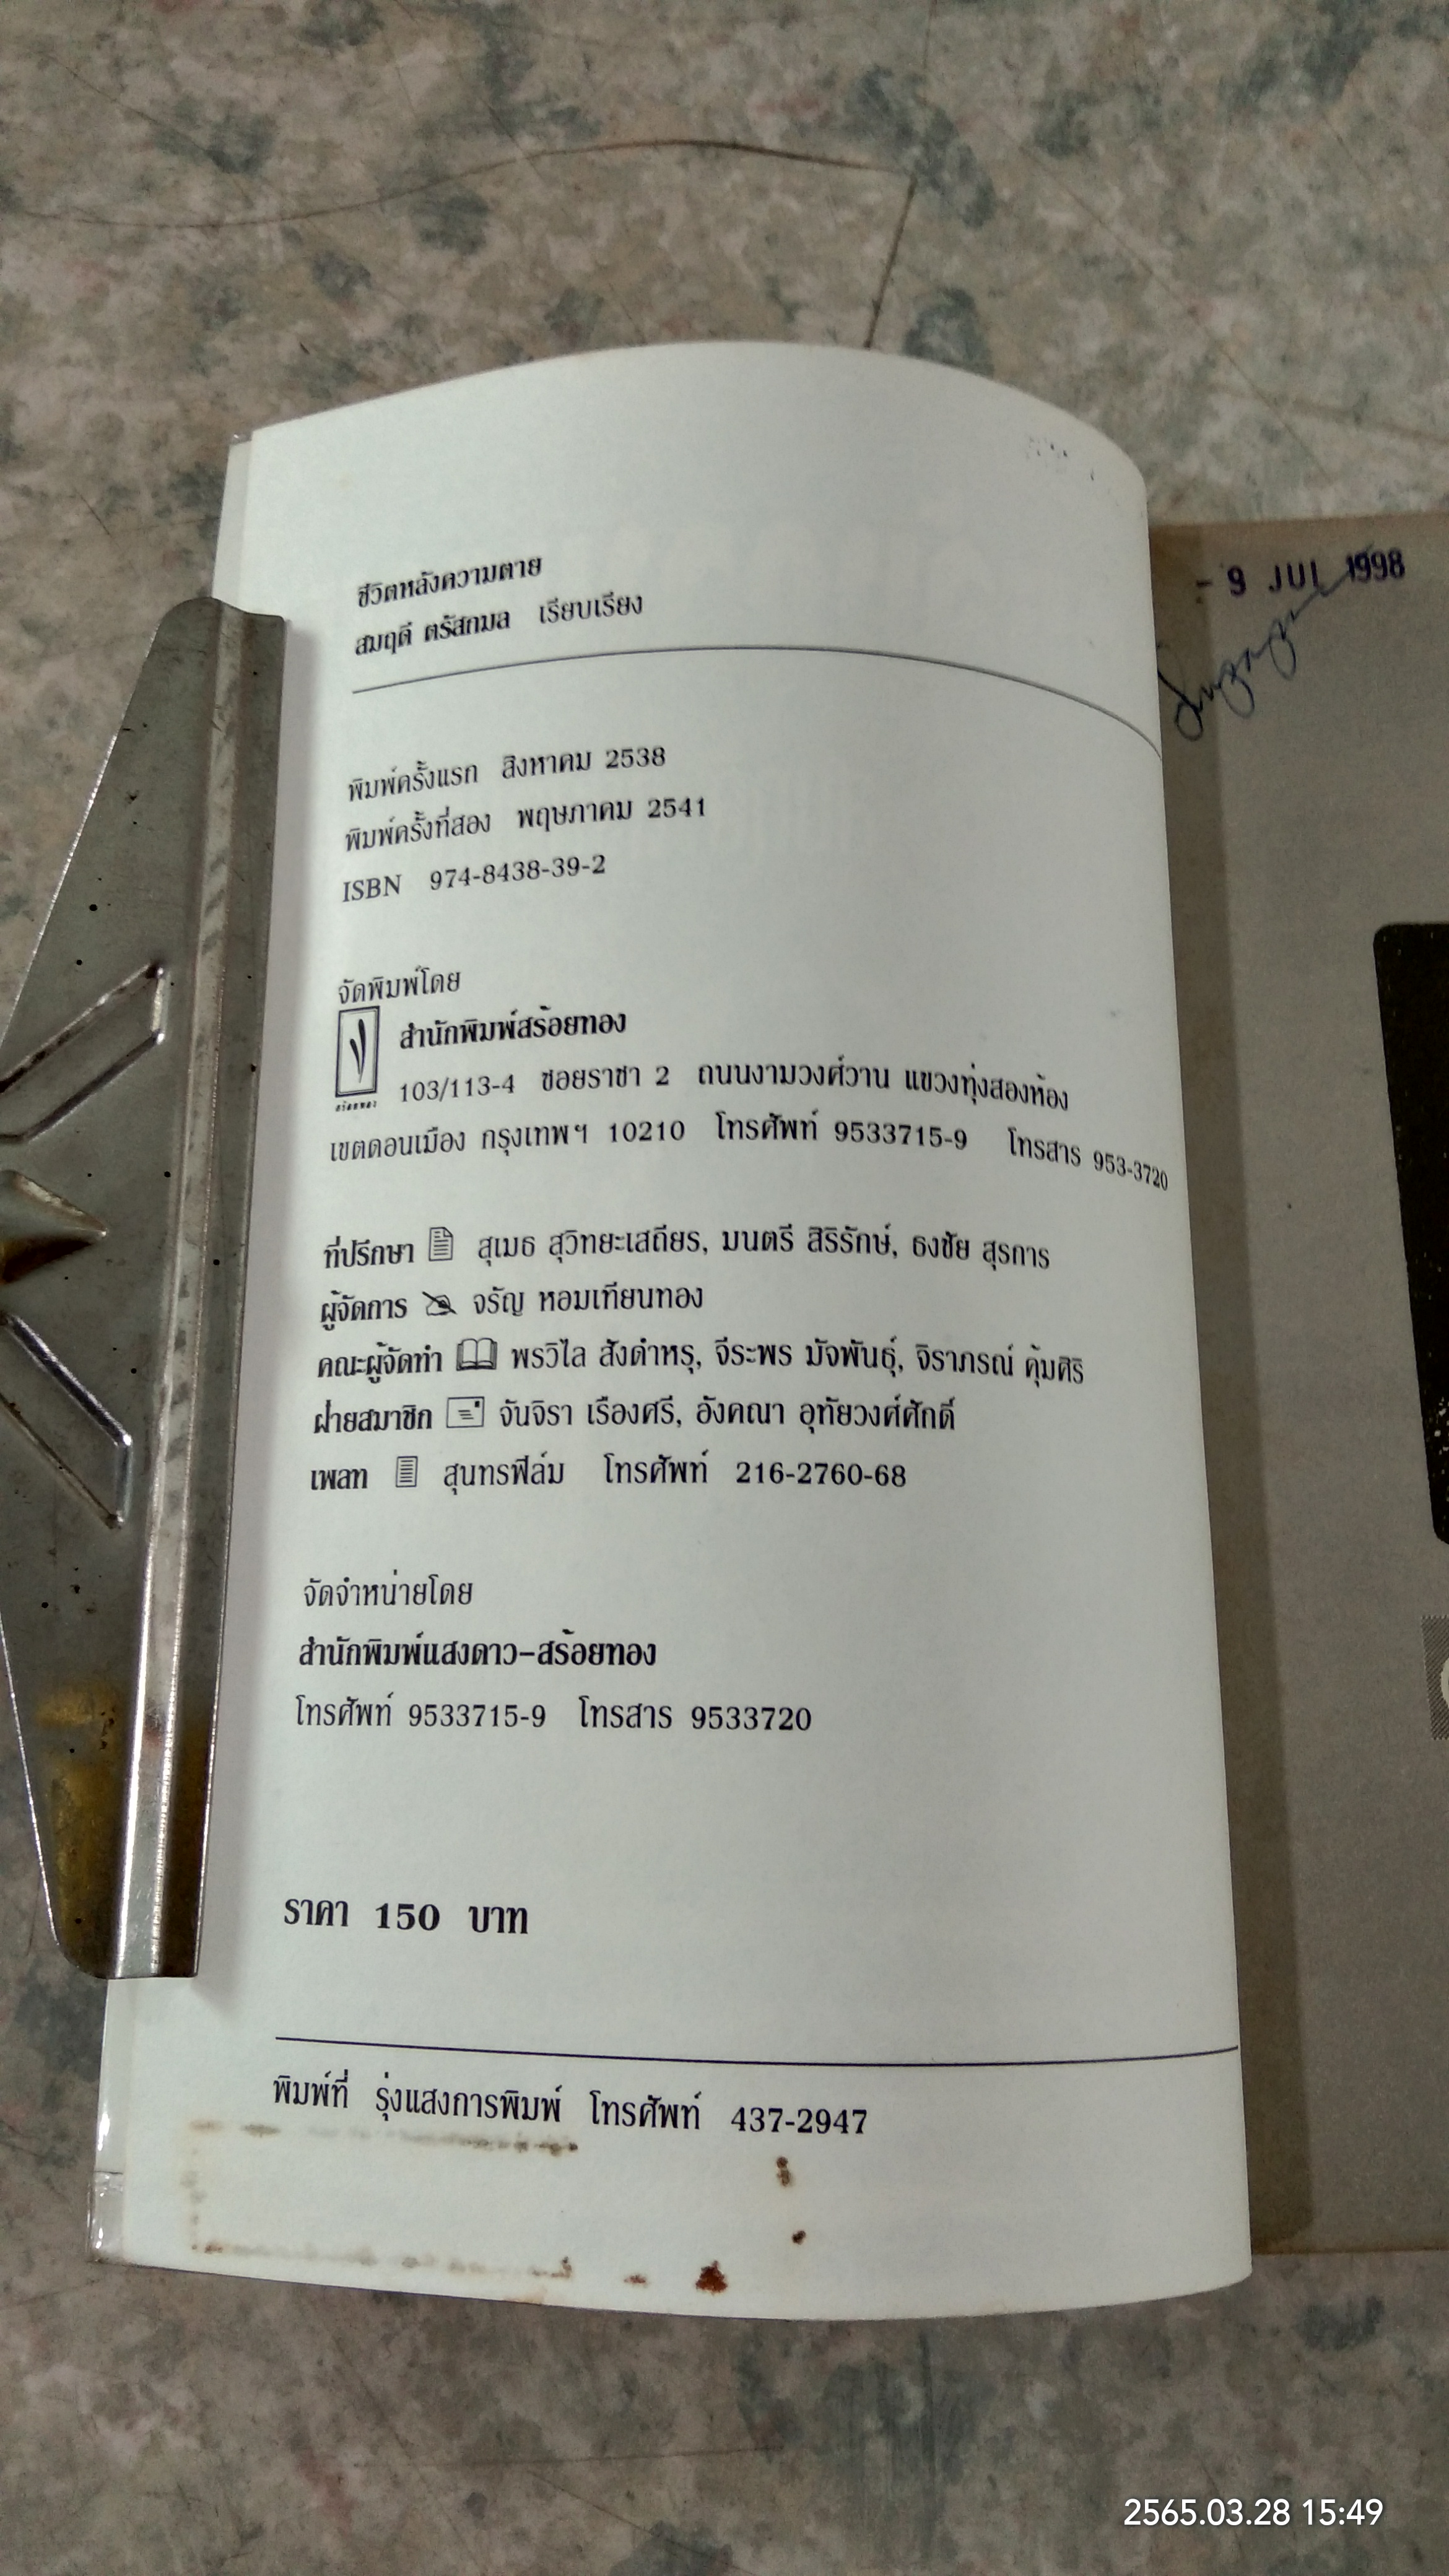 ชีวิตหลังความตาย
สมฤดี ตรัสกมล เรียบเรียง
พิมพ์ครั้งแรก สิงหาคม 2538
พิมพ์ครั้งที่สอง พฤษภาคม 2541
ISBN 974-8438-39-2
จัดพิมพ์โดย
สำนักพิมพ์สร้อยทอง
สร้อยทอง
103/113-4 ซอยราชา 2 ถนนงามวงศ์วาน แขวงทุ่งสองห้อง
เขตดอนเมือง กรุงเทพฯ 10210 โทรศัพท์ 9533715-9 โทรสาร 953-3720
ที่ปรึกษา สุเมธ สุวิทยะเสถียร, มนตรี สิริรักษ์, ธงชัย สุรการ
ผู้จัดการ จรัญ หอมเทียนทอง
คณะผู้จัดทำ พรวิไล สังดำหรุ, จีระพร มัจพันธุ์, จิราภรณ์ คุ้มศิริ
ฝ่ายสมาชิก จันจิรา เรืองศรี, อังคณา อุทัยวงศ์ศักดิ์
เพลท สุนทรฟิล์ม โทรศัพท์ 216-2760-68
จัดจำหน่ายโดย
สำนักพิมพ์แสงดาว-สร้อยทอง
โทรศัพท์ 9533715-9 โทรสาร 9533720
ราคา 150 บาท
พิมพ์ที่ รุ่งแสงการพิมพ์ โทรศัพท์ 437-2947
- 9 JUL 1998
2565.03.28 15:49